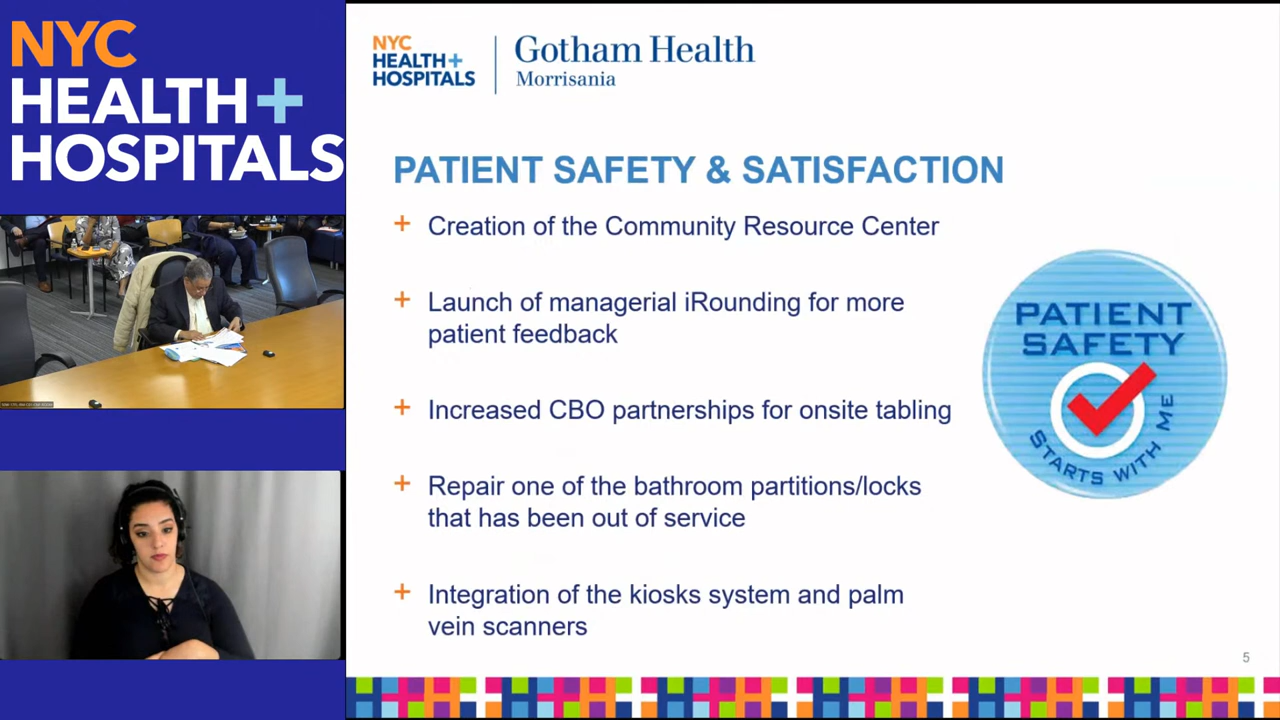 NYC
HEALTH+
HOSPITALS
NYC
HEALTH+
HOSPITALS
Gotham Health
Morrisania
PATIENT SAFETY & SATISFACTION
+ Creation of the Community Resource Center
+ Launch of managerial iRounding for more
patient feedback
+ Increased CBO partnerships for onsite tabling
+ Repair one of the bathroom partitions/locks
that has been out of service
+ Integration of the kiosks system and palm
vein scanners
PATIENT
SAFETY
STARTS WITH ME
5